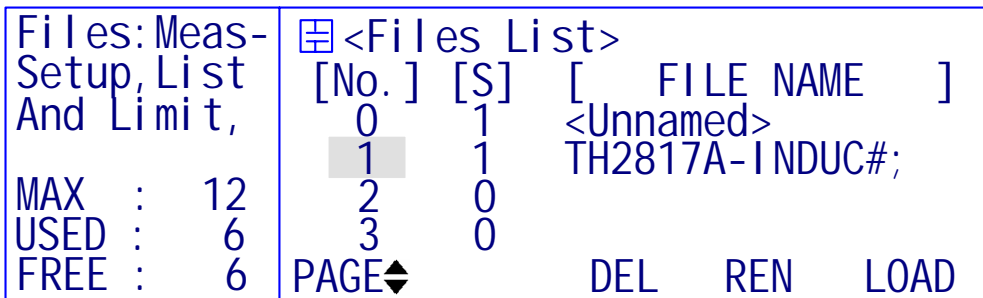 Files:Meas-
Setup,List
And Limit,
MAX : 12
USED : 6
FREE : 6
<Files List>
[No.] [S] [ FILE NAME ]
0 1 <Unnamed>
1 1 TH2817A-INDUC#;
2 0
3 0
PAGE DEL REN LOAD